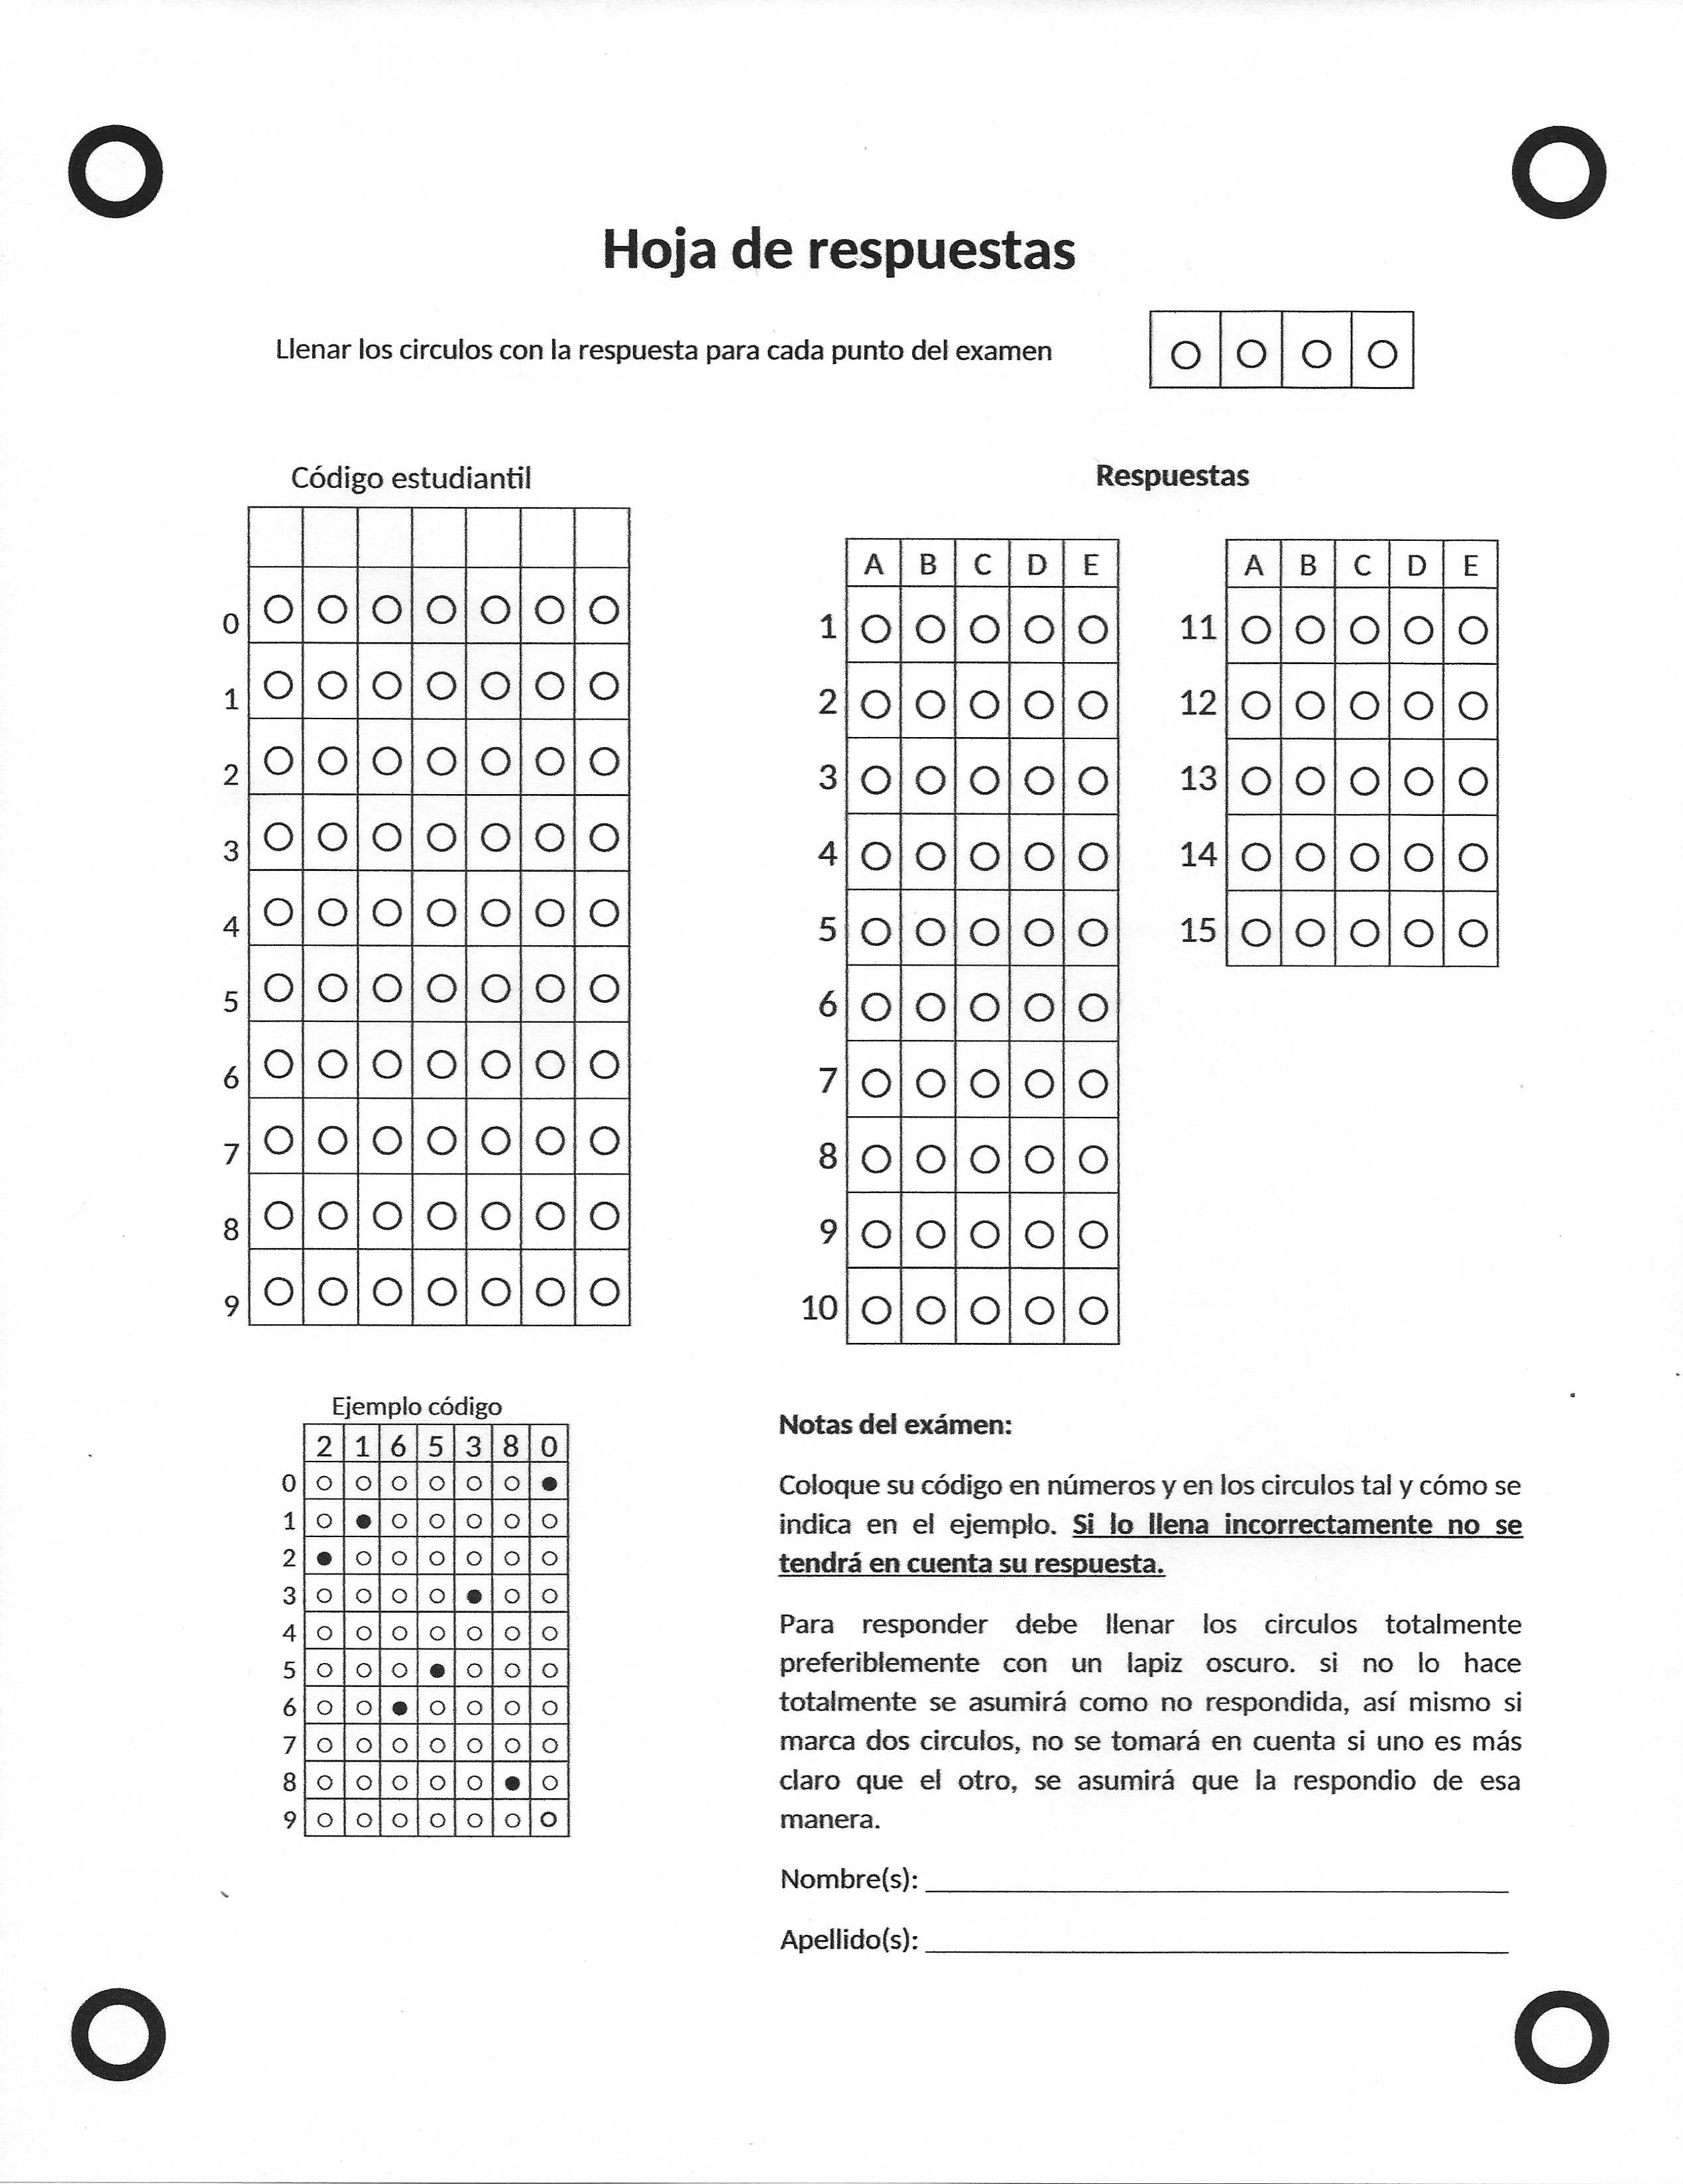 Hoja de respuestas
Llenar los circulos con la respuesta para cada punto del examen
Código estudiantil
0
1
2
3
4
5
6
7
8
9
Respuestas
A B C D E
1
2
3
4
5
6
7
8
9
10
A B C D E
11
12
13
14
15
Ejemplo código
2 1 6 5 3 8 0
0
1
2
3
4
5
6
7
8
9
Notas del exámen:
Coloque su código en números y en los circulos tal y cómo se
indica en el ejemplo. Si lo llena incorrectamente no se
tendrá en cuenta su respuesta.
Para responder debe llenar los circulos totalmente
preferiblemente con un lapiz oscuro. si no lo hace
totalmente se asumirá como no respondida, así mismo si
marca dos circulos, no se tomará en cuenta si uno es más
claro que el otro, se asumirá que la respondio de esa
manera.
Nombre(s):
Apellido(s):